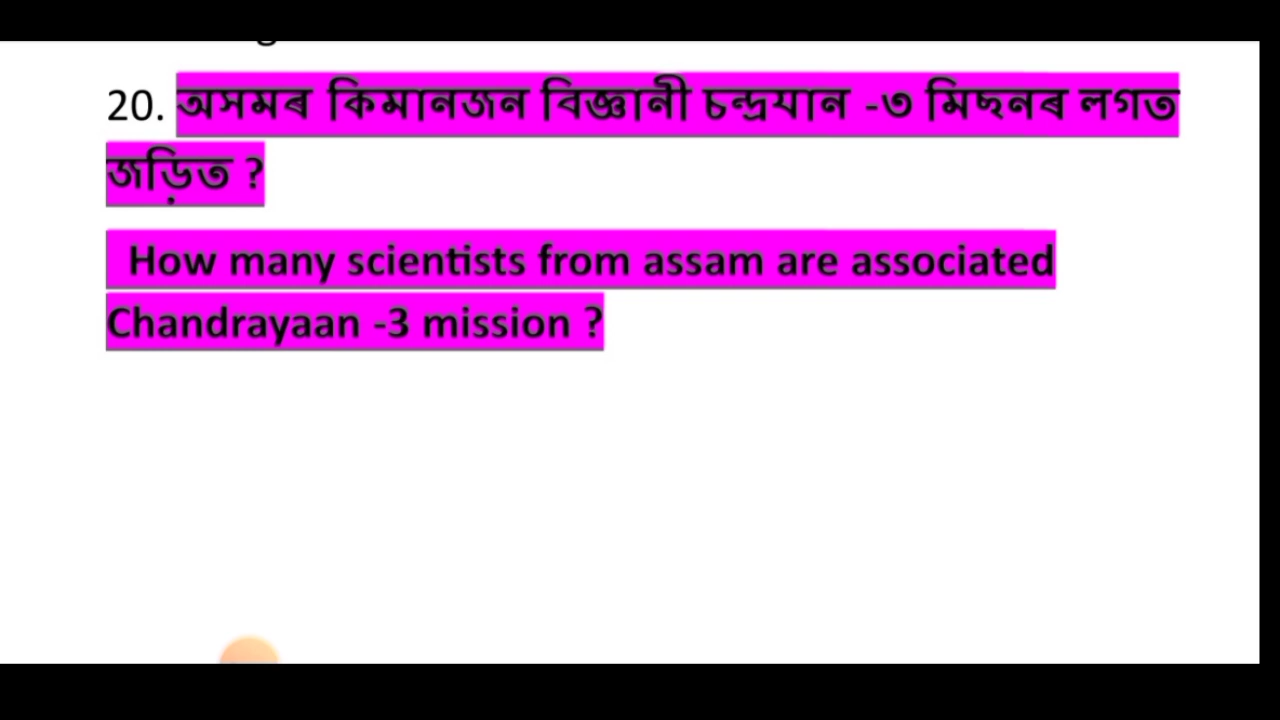 20. অসমৰ কিমানজন বিজ্ঞানী চন্দ্ৰযান -৩ মিছনৰ লগত
জড়িত ?
How many scientists from assam are associated
Chandrayaan -3 mission ?